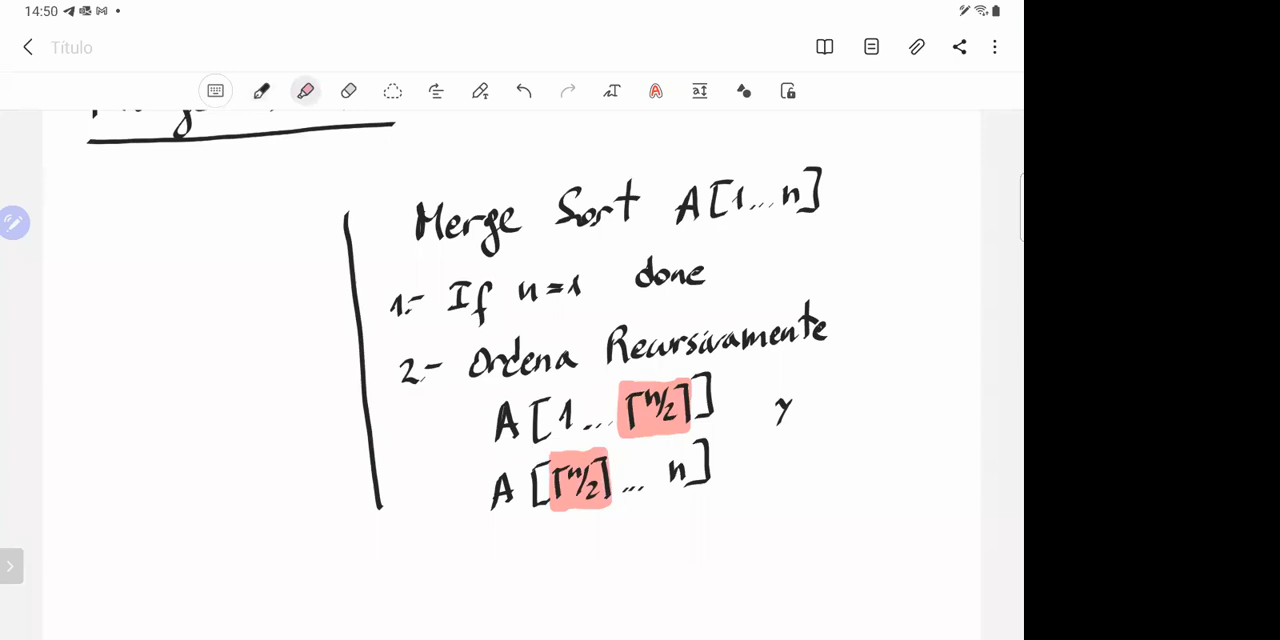 14:50
Título
Merge Sort A[1...n]
1.- If n=1 done
2.- Ordena Recursivamente
A[1...⌈n/2⌉] y
A[⌈n/2⌉...n]